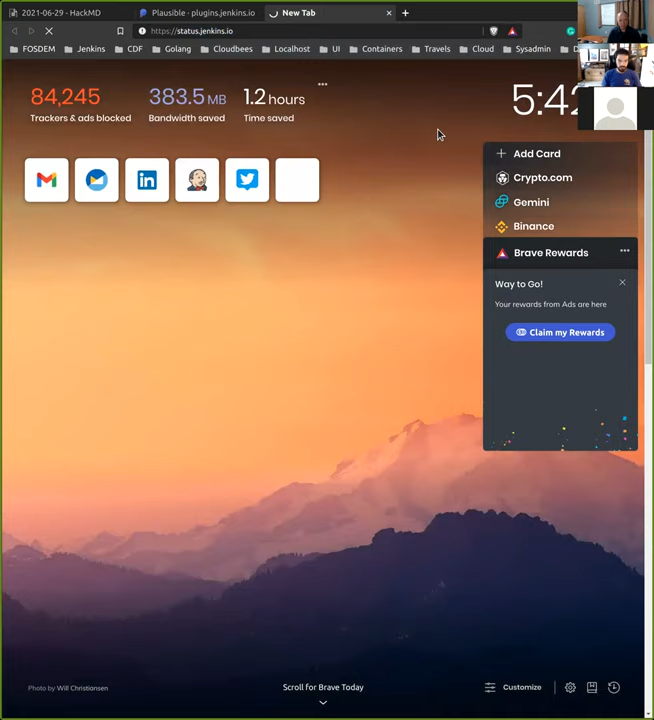 2021-06-29 - HackMD
Plausible · plugins.jenkins.io
New Tab
https://status.jenkins.io
FOSDEM
Jenkins
CDF
Golang
Cloudbees
Localhost
UI
Containers
Travels
Cloud
Sysadmin
84,245
Trackers & ads blocked
383.5 MB
Bandwidth saved
1.2 hours
Time saved
5:42
Add Card
Crypto.com
Gemini
Binance
Brave Rewards
Way to Go!
Your rewards from Ads are here
Claim my Rewards
Photo by Will Christiansen
Scroll for Brave Today
Customize